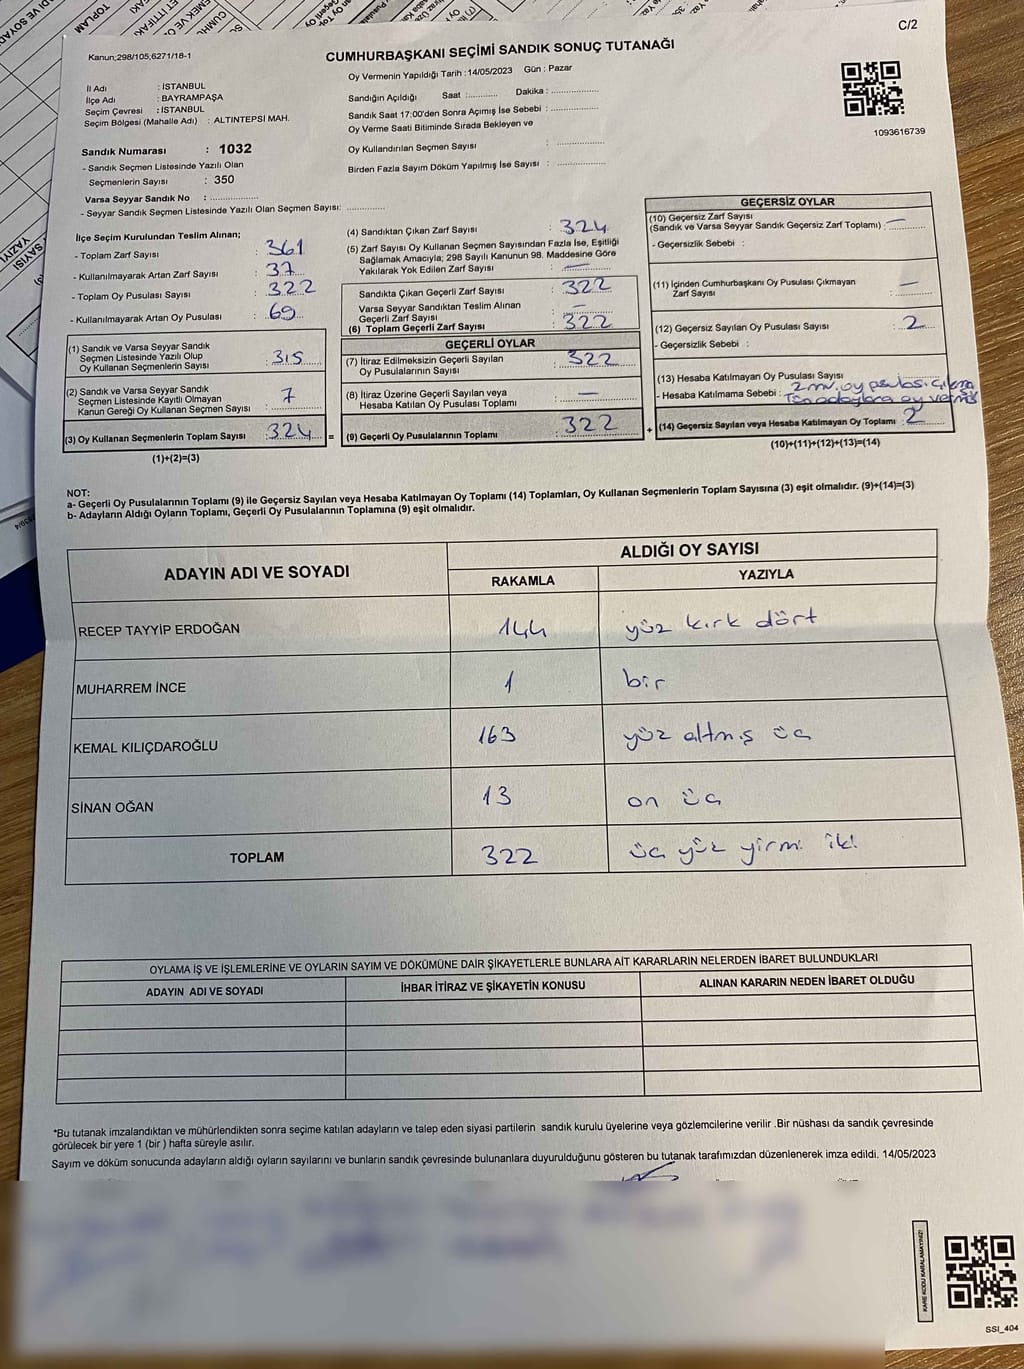 C/2
Kanun;298/105;6271/18-1
CUMHURBAŞKANI SEÇİMİ SANDIK SONUÇ TUTANAĞI
Oy Vermenin Yapıldığı Tarih :14/05/2023 Gün : Pazar
İl Adı : İSTANBUL
İlçe Adı : BAYRAMPAŞA
Seçim Çevresi : İSTANBUL
Seçim Bölgesi (Mahalle Adı) : ALTINTEPSİ MAH.
Sandığın Açıldığı Saat :........... Dakika :......................
Sandık Saat 17:00'den Sonra Açımış İse Sebebi :................
Oy Verme Saati Bitiminde Sırada Bekleyen ve
Oy Kullandırılan Seçmen Sayısı :................
Birden Fazla Sayım Döküm Yapılmış İse Sayısı :................
1093616739
Sandık Numarası : 1032
- Sandık Seçmen Listesinde Yazılı Olan
Seçmenlerin Sayısı : 350
Varsa Seyyar Sandık No :................
- Seyyar Sandık Seçmen Listesinde Yazılı Olan Seçmen Sayısı: ............
İlçe Seçim Kurulundan Teslim Alınan;
- Toplam Zarf Sayısı : 361
- Kullanılmayarak Artan Zarf Sayısı : 37
- Toplam Oy Pusulası Sayısı : 322
- Kullanılmayarak Artan Oy Pusulası : 69
(1) Sandık ve Varsa Seyyar Sandık
Seçmen Listesinde Yazılı Olup
Oy Kullanan Seçmenlerin Sayısı : 315
(2) Sandık ve Varsa Seyyar Sandık
Seçmen Listesinde Kayıtlı Olmayan
Kanun Gereği Oy Kullanan Seçmen Sayısı : 7
(3) Oy Kullanan Seçmenlerin Toplam Sayısı : 324 =
(1)+(2)=(3)
(4) Sandıktan Çıkan Zarf Sayısı : 324
(5) Zarf Sayısı Oy Kullanan Seçmen Sayısından Fazla İse, Eşitliği
Sağlamak Amacıyla; 298 Sayılı Kanunun 98. Maddesine Göre
Yakılarak Yok Edilen Zarf Sayısı : —
Sandıkta Çıkan Geçerli Zarf Sayısı : 322
Varsa Seyyar Sandıktan Teslim Alınan
Geçerli Zarf Sayısı : —
(6) Toplam Geçerli Zarf Sayısı : 322
GEÇERLİ OYLAR
(7) İtiraz Edilmeksizin Geçerli Sayılan
Oy Pusulalarının Sayısı : 322
(8) İtiraz Üzerine Geçerli Sayılan veya
Hesaba Katılan Oy Pusulası Toplamı : —
(9) Geçerli Oy Pusulalarının Toplamı : 322 +
GEÇERSİZ OYLAR
(10) Geçersiz Zarf Sayısı
(Sandık ve Varsa Seyyar Sandık Geçersiz Zarf Toplamı) : —
- Geçersizlik Sebebi :
(11) İçinden Cumhurbaşkanı Oy Pusulası Çıkmayan
Zarf Sayısı : —
(12) Geçersiz Sayılan Oy Pusulası Sayısı : 2
- Geçersizlik Sebebi :
(13) Hesaba Katılmayan Oy Pusulası Sayısı :
- Hesaba Katılmama Sebebi : oy
(14) Geçersiz Sayılan veya Hesaba Katılmayan Oy Toplamı : 2
(10)+(11)+(12)+(13)=(14)
NOT:
a- Geçerli Oy Pusulalarının Toplamı (9) ile Geçersiz Sayılan veya Hesaba Katılmayan Oy Toplamı (14) Toplamları, Oy Kullanan Seçmenlerin Toplam Sayısına (3) eşit olmalıdır. (9)+(14)=(3)
b- Adayların Aldığı Oyların Toplamı, Geçerli Oy Pusulalarının Toplamına (9) eşit olmalıdır.
ADAYIN ADI VE SOYADI
ALDIĞI OY SAYISI
RAKAMLA YAZIYLA
RECEP TAYYİP ERDOĞAN 144 yüz kırk dört
MUHARREM İNCE 1 bir
KEMAL KILIÇDAROĞLU 163 yüz altmış üç
SİNAN OĞAN 13 on üç
TOPLAM 322 üç yüz yirmi iki
OYLAMA İŞ VE İŞLEMLERİNE VE OYLARIN SAYIM VE DÖKÜMÜNE DAİR ŞİKAYETLERLE BUNLARA AİT KARARLARIN NELERDEN İBARET BULUNDUKLARI
ADAYIN ADI VE SOYADI İHBAR İTİRAZ VE ŞİKAYETİN KONUSU ALINAN KARARIN NEDEN İBARET OLDUĞU
*Bu tutanak imzalandıktan ve mühürlendikten sonra seçime katılan adayların ve talep eden siyasi partilerin sandık kurulu üyelerine veya gözlemcilerine verilir .Bir nüshası da sandık çevresinde
görülecek bir yere 1 (bir ) hafta süreyle asılır.
Sayım ve döküm sonucunda adayların aldığı oyların sayılarını ve bunların sandık çevresinde bulunanlara duyurulduğunu gösteren bu tutanak tarafımızdan düzenlenerek imza edildi. 14/05/2023
KARE KODU KARALAMAYINIZ!
SSI_404